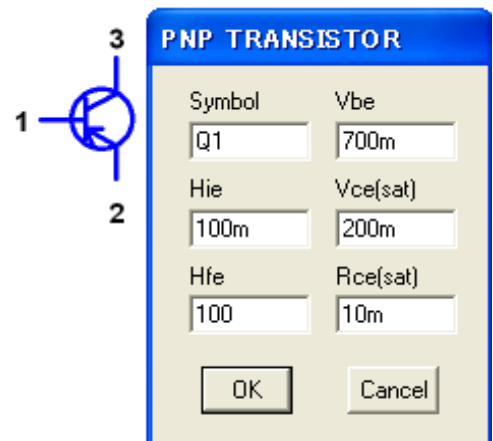 3
1
2
PNP TRANSISTOR
Symbol Vbe
Q1 700m
Hie Vce(sat)
100m 200m
Hfe Rce(sat)
100 10m
OK Cancel